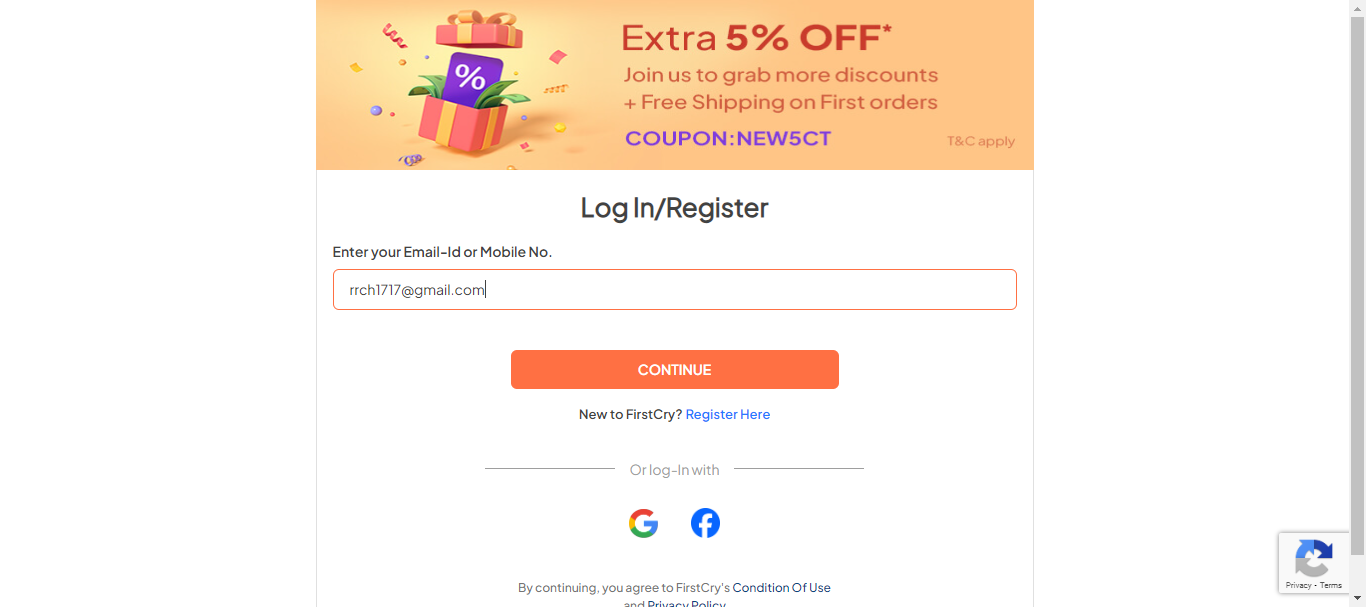 %
Extra 5% OFF*
Join us to grab more discounts
+ Free Shipping on First orders
COUPON:NEW5CT
T&C apply
Log In/Register
Enter your Email-Id or Mobile No.
rrch1717@gmail.com
CONTINUE
New to FirstCry? Register Here
Or log-In with
Privacy - Terms
By continuing, you agree to FirstCry's Condition Of Use
and Privacy Policy